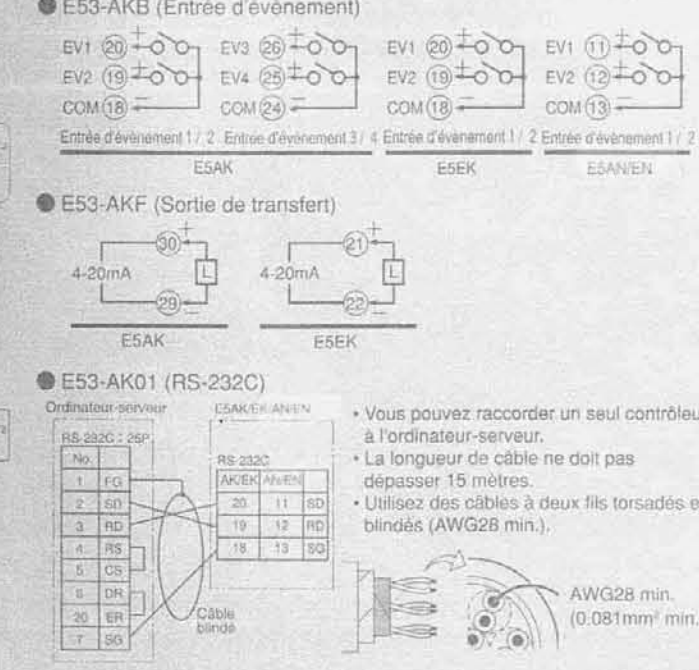 E53-AKB (Entrée d'évènement)
EV1 20 + EV3 26 + EV1 20 + EV1 11 +
EV2 19 + EV4 25 + EV2 19 + EV2 12 +
COM 18 − COM 24 − COM 18 − COM 13 −
Entrée d'évènement 1 / 2 Entrée d'évènement 3 / 4 Entrée d'évènement 1 / 2 Entrée d'évènement 1 / 2
E5AK E5EK E5AN/EN
E53-AKF (Sortie de transfert)
30 + 21 +
4-20mA L 4-20mA L
29 − 22 −
E5AK E5EK
E53-AK01 (RS-232C)
Ordinateur-serveur E5AK/EK/AN/EN
RS-232C : 25P
No.
1 FG
2 SD
3 RD
4 RS
5 CS
6 DR
20 ER
7 SG
RS-232C
AK/EK AN/EN
20 11 SD
19 12 RD
18 13 SG
Câble
blindé
• Vous pouvez raccorder un seul contrôleu
à l'ordinateur-serveur.
• La longueur de câble ne doit pas
dépasser 15 mètres.
• Utilisez des câbles à deux fils torsadés e
blindés (AWG28 min.).
AWG28 min.
(0.081mm² min.